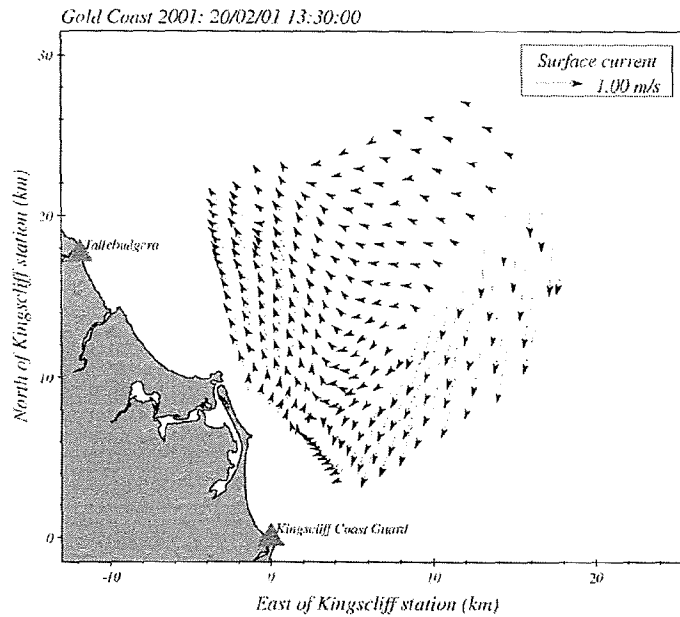 Gold Coast 2001: 20/02/01 13:30:00
Surface current
1.00 m/s
30
20
10
0
North of Kingscliff station (km)
Tallebudgera
Kingscliff Coast Guard
-10
0
10
20
East of Kingscliff station (km)